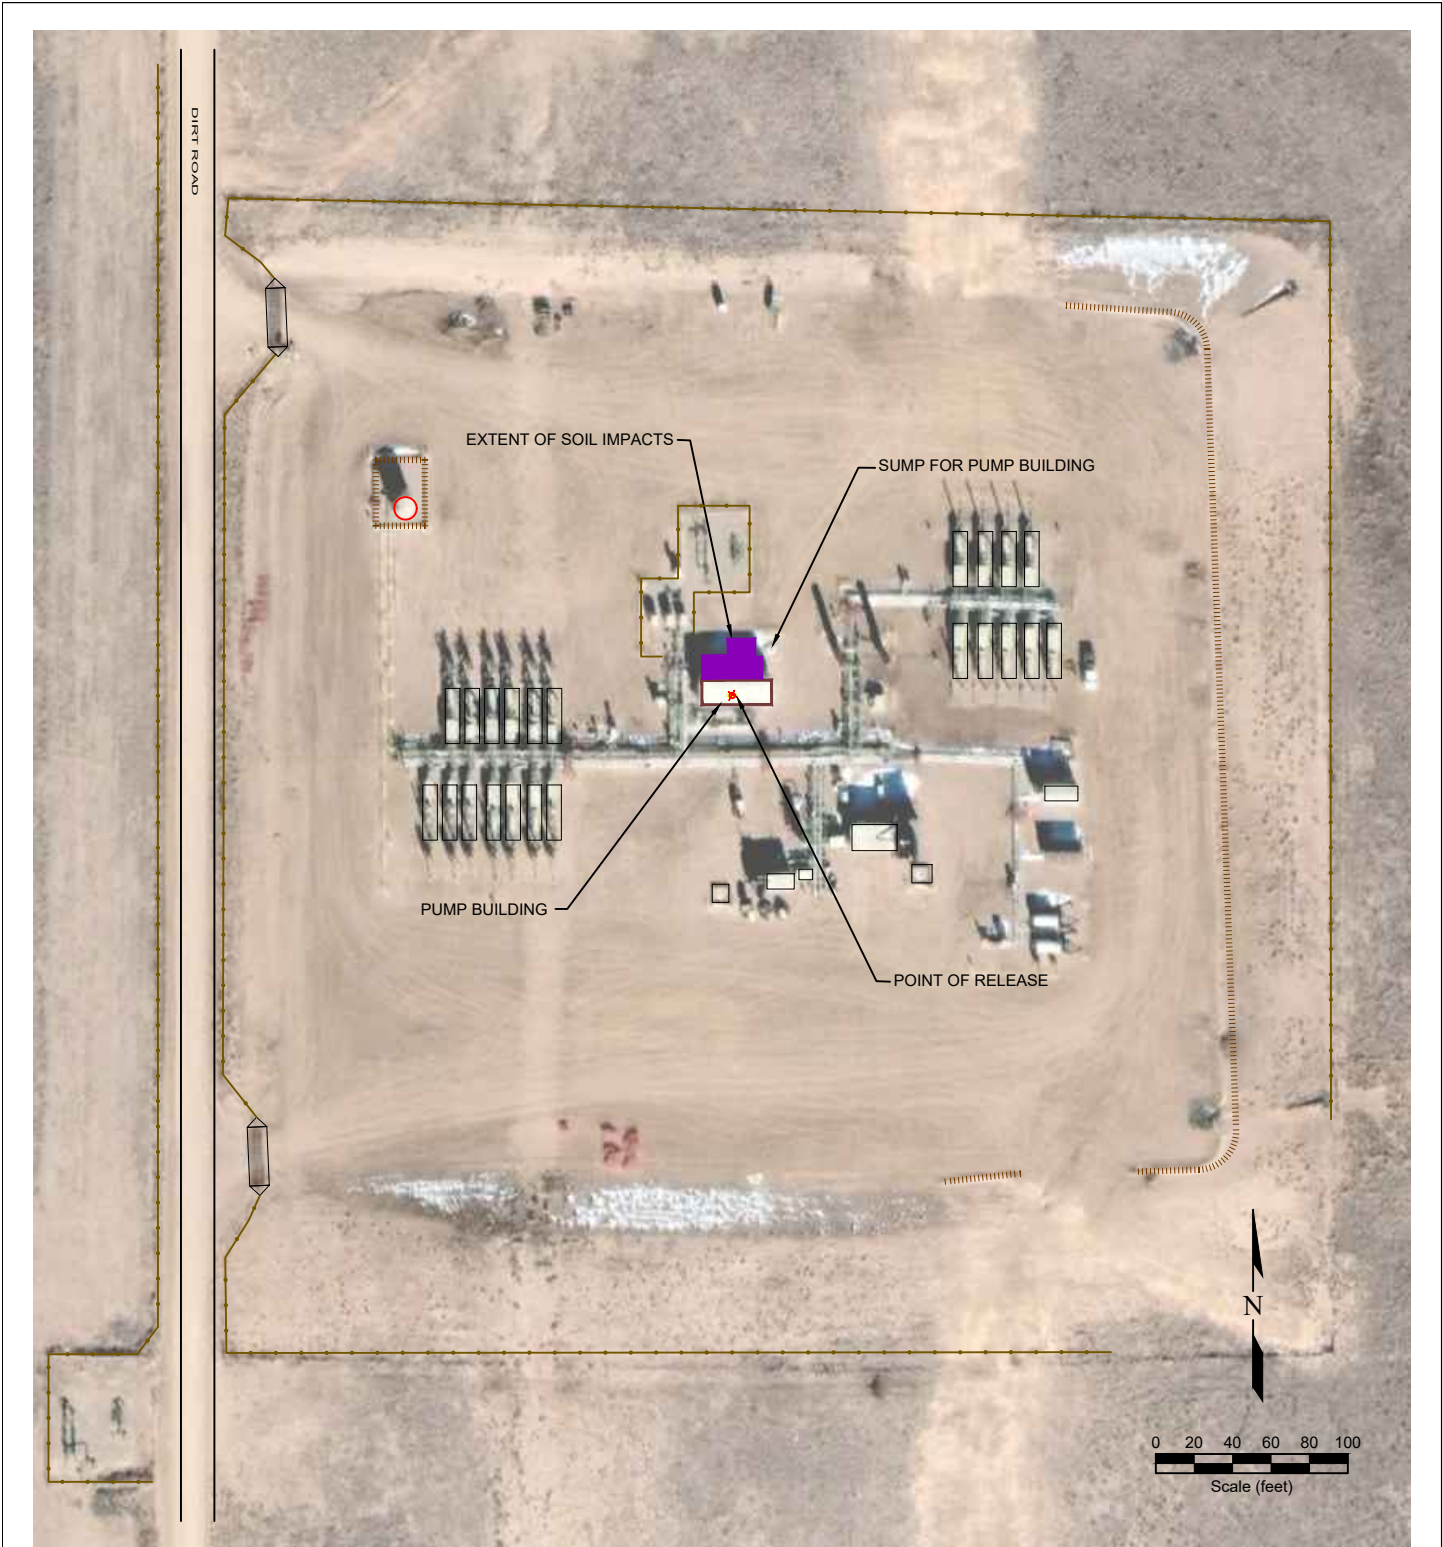 DIRT ROAD
EXTENT OF SOIL IMPACTS
SUMP FOR PUMP BUILDING
PUMP BUILDING
POINT OF RELEASE
N
0 20 40 60 80 100
Scale (feet)